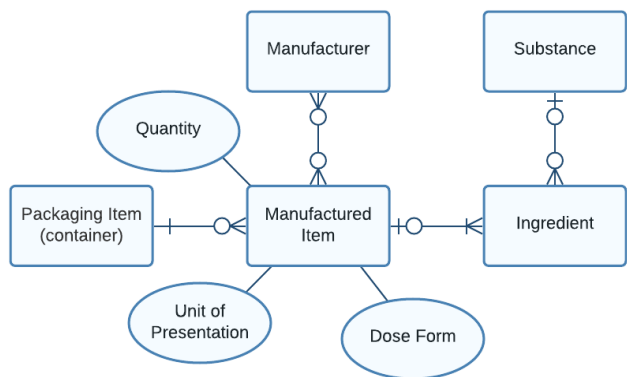 Manufacturer
Substance
Quantity
Packaging Item
(container)
Manufactured
Item
Ingredient
Unit of
Presentation
Dose Form